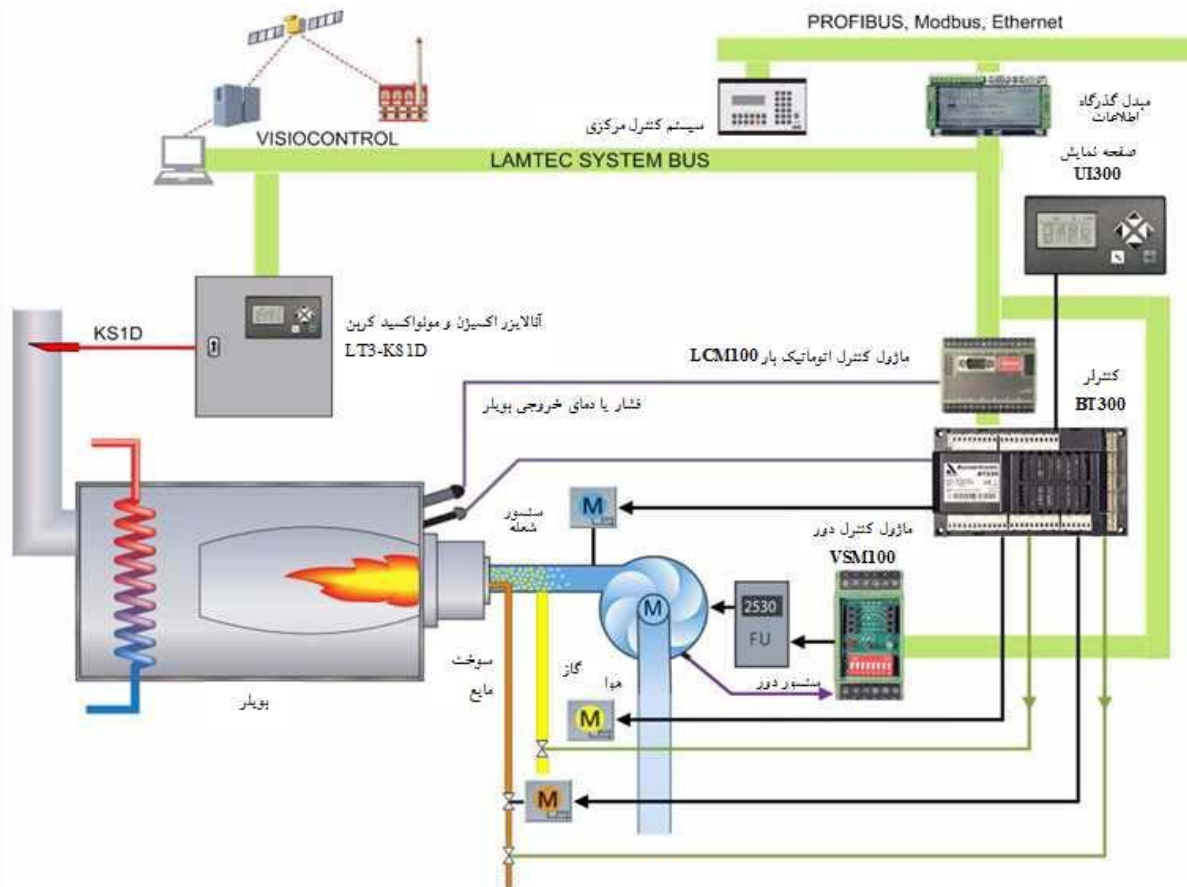 PROFIBUS, Modbus, Ethernet
مبدل گذرگاه
اطلاعات
سیستم کنترل مرکزی
VISIOCONTROL
LAMTEC SYSTEM BUS
صفحه نمایش
UI300
KS1D
آنالایزر اکسیژن و مونواکسید کربن
LT3-KS1D
ماژول کنترل اتوماتیک بار LCM100
کنترلر
BT300
فشار یا دمای خروجی بویلر
سنسور
شعله
M
ماژول کنترل دور
VSM100
M
2530
FU
سوخت
مایع
گاز
هوا
سنسور دور
بویلر
M
M